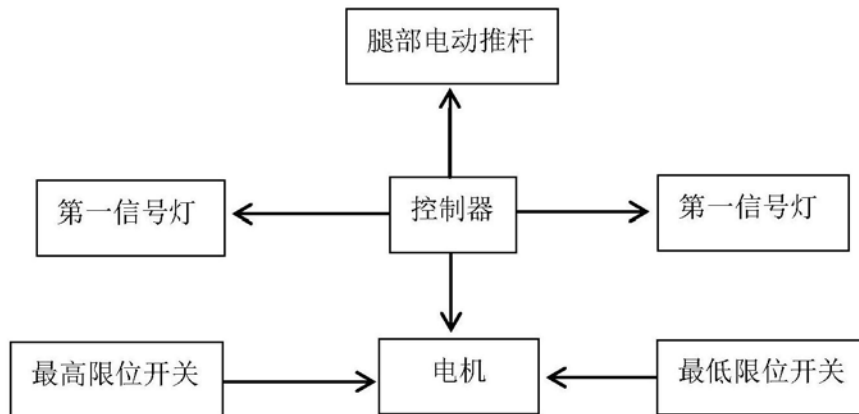 腿部电动推杆
第一信号灯
控制器
第一信号灯
最高限位开关
电机
最低限位开关